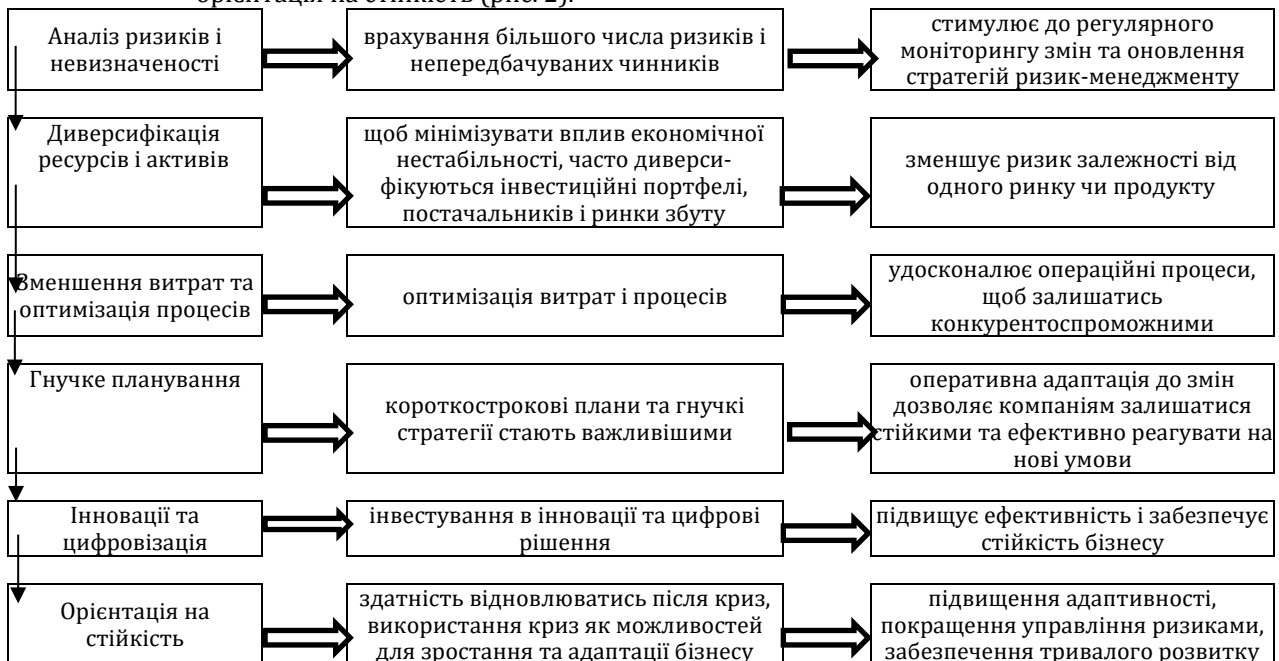 орієнтація на стійкість (рис. 2).
Аналіз ризиків і
невизначеності
врахування більшого числа ризиків і
непередбачуваних чинників
стимулює до регулярного
моніторингу змін та оновлення
стратегій ризик-менеджменту
Диверсифікація
ресурсів і активів
щоб мінімізувати вплив економічної
нестабільності, часто диверси-
фікуються інвестиційні портфелі,
постачальників і ринки збуту
зменшує ризик залежності від
одного ринку чи продукту
Зменшення витрат та
оптимізація процесів
оптимізація витрат і процесів
удосконалює операційні процеси,
щоб залишатись
конкурентоспроможними
Гнучке планування
короткострокові плани та гнучкі
стратегії стають важливішими
оперативна адаптація до змін
дозволяє компаніям залишатися
стійкими та ефективно реагувати на
нові умови
Інновації та
цифровізація
інвестування в інновації та цифрові
рішення
підвищує ефективність і забезпечує
стійкість бізнесу
Орієнтація на
стійкість
здатність відновлюватись після криз,
використання криз як можливостей
для зростання та адаптації бізнесу
підвищення адаптивності,
покращення управління ризиками,
забезпечення тривалого розвитку